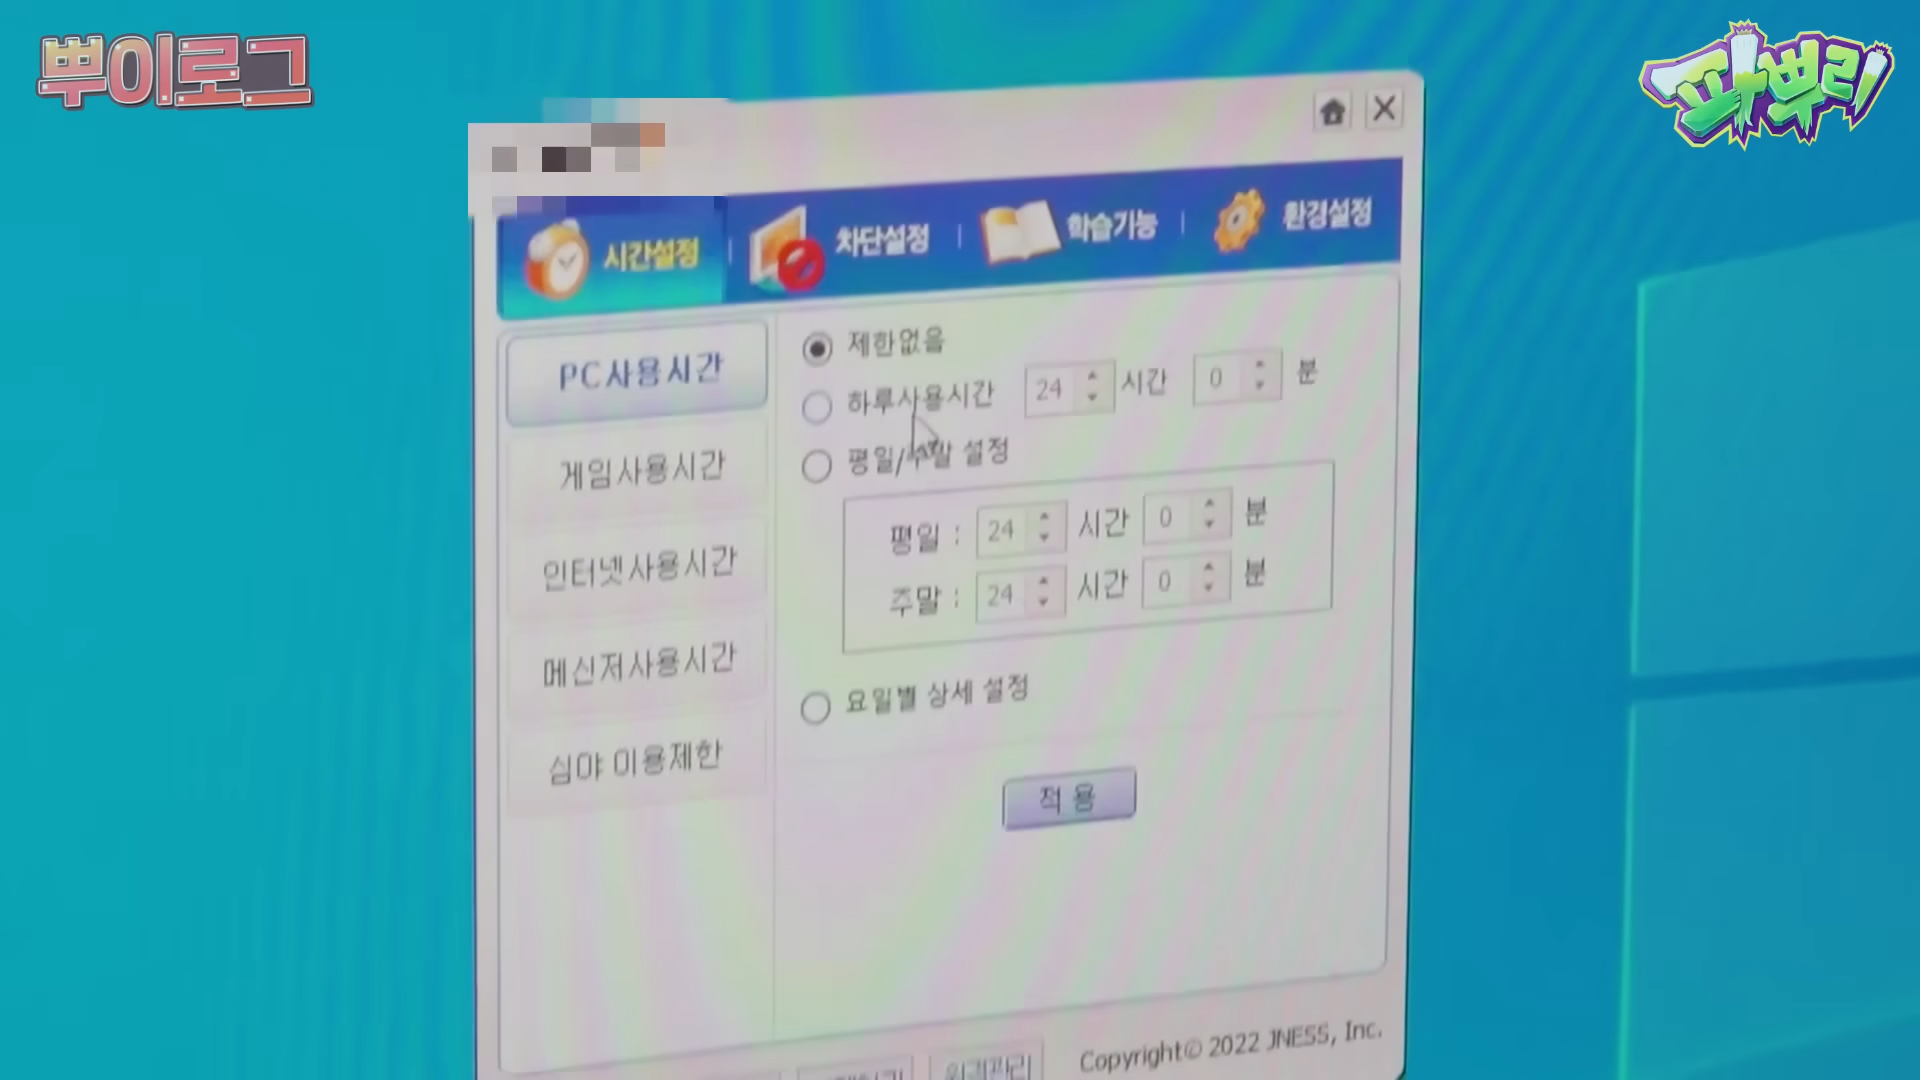 뿌이로그
파뿌리
시간설정 차단설정 학습기능 환경설정
PC사용시간
게임사용시간
인터넷사용시간
메신저사용시간
심야 이용제한
제한없음
하루사용시간 24 시간 0 분
평일/주말 설정
평일 : 24 시간 0 분
주말 : 24 시간 0 분
요일별 상세 설정
적 용
원격관리
Copyright© 2022 JNESS, Inc.